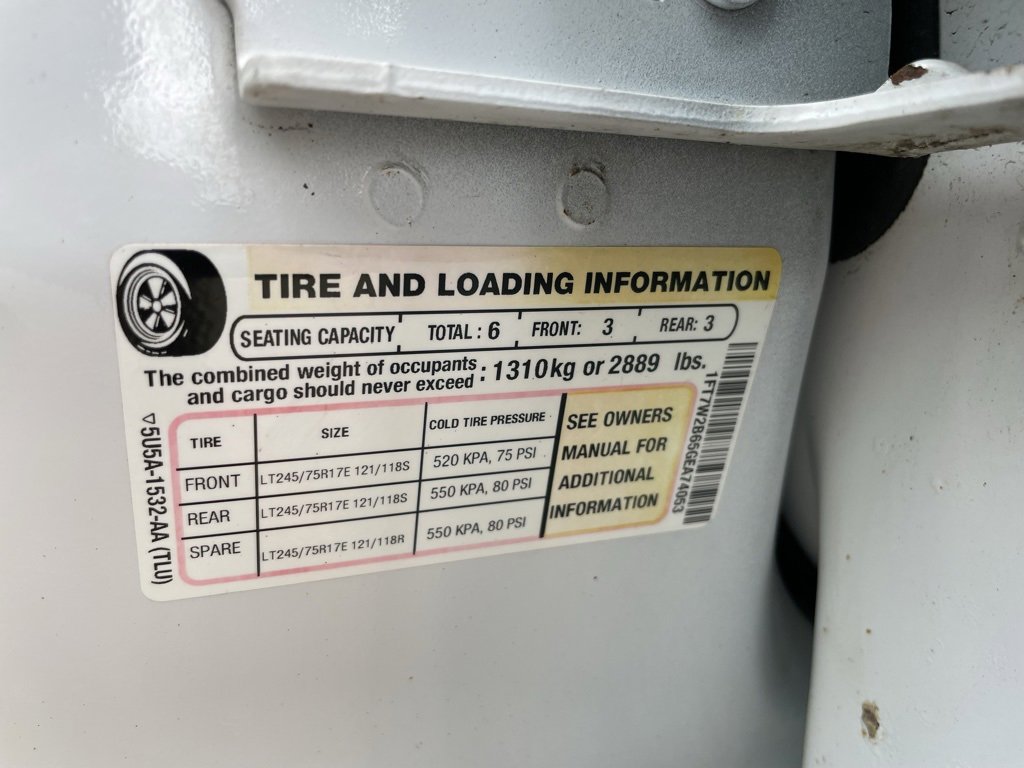 TIRE AND LOADING INFORMATION
SEATING CAPACITY TOTAL : 6 FRONT: 3 REAR: 3
The combined weight of occupants
and cargo should never exceed : 1310kg or 2889 lbs.
TIRE SIZE COLD TIRE PRESSURE
FRONT LT245/75R17E 121/118S 520 KPA, 75 PSI
REAR LT245/75R17E 121/118S 550 KPA, 80 PSI
SPARE LT245/75R17E 121/118R 550 KPA, 80 PSI
SEE OWNERS
MANUAL FOR
ADDITIONAL
INFORMATION
5U5A-1532-AA (TLU)
1FT7W2B65GEA74063